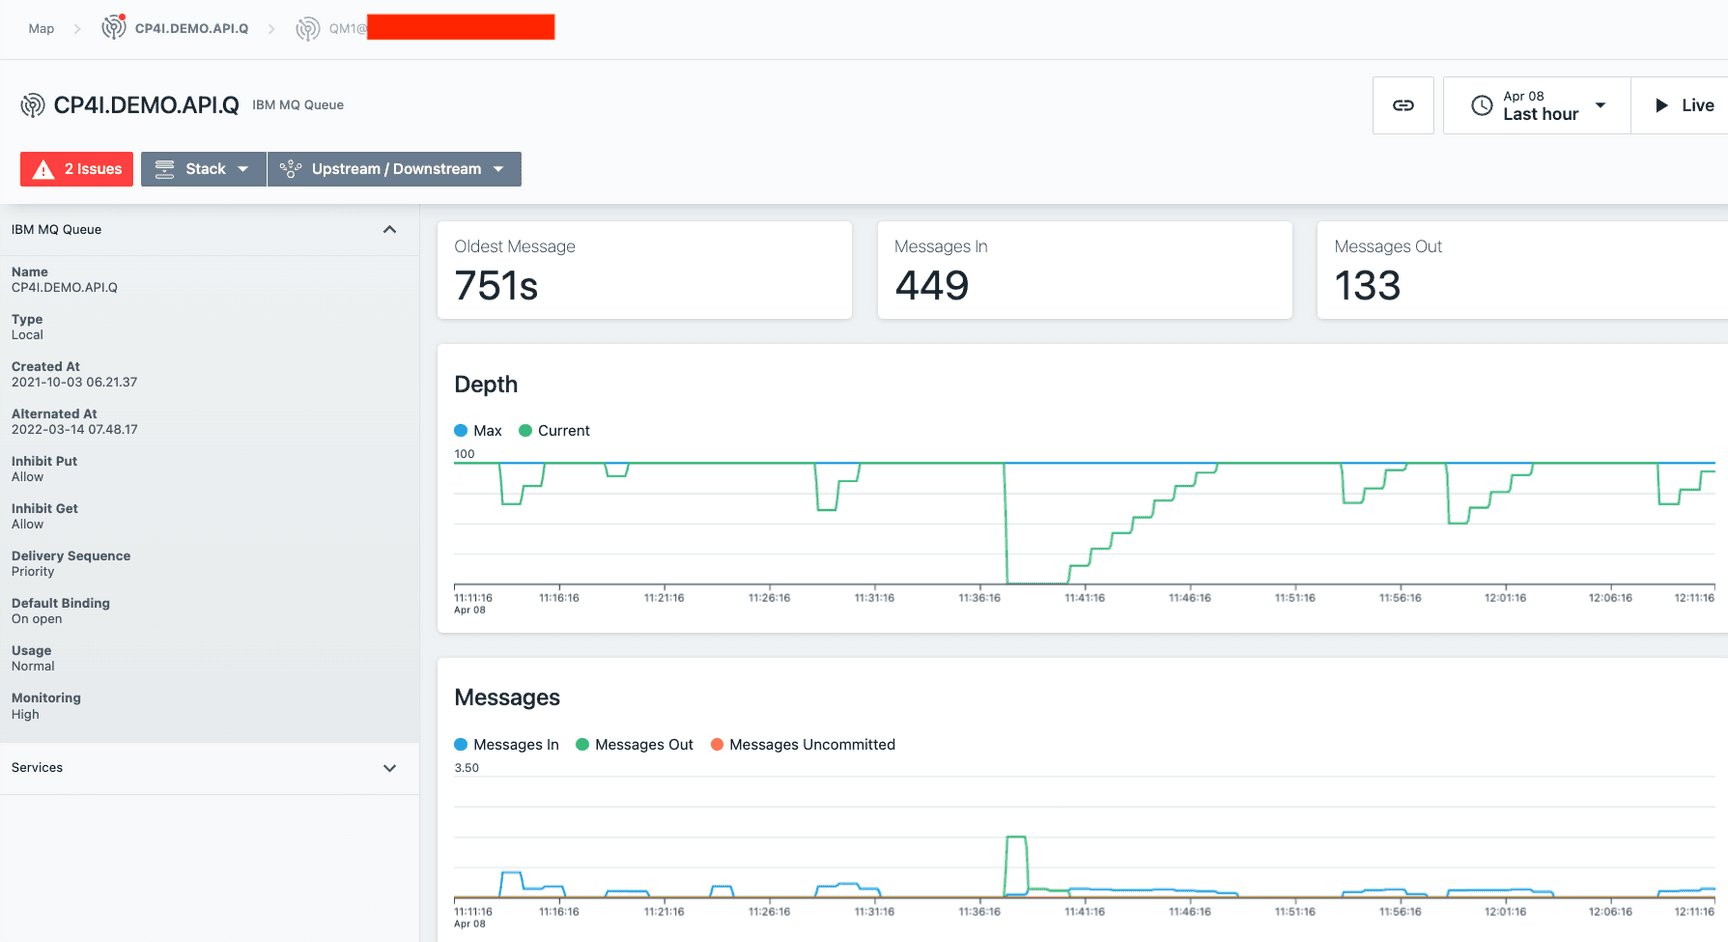 Map
CP4I.DEMO.API.Q
QM1@
CP4I.DEMO.API.Q IBM MQ Queue
Apr 08
Last hour
Live
2 Issues
Stack
Upstream / Downstream
IBM MQ Queue
Name
CP4I.DEMO.API.Q
Type
Local
Created At
2021-10-03 06.21.37
Alternated At
2022-03-14 07.48.17
Inhibit Put
Allow
Inhibit Get
Allow
Delivery Sequence
Priority
Default Binding
On open
Usage
Normal
Monitoring
High
Services
Oldest Message
751s
Messages In
449
Messages Out
133
Depth
Max Current
100
11:11:16 11:16:16 11:21:16 11:26:16 11:31:16 11:36:16 11:41:16 11:46:16 11:51:16 11:56:16 12:01:16 12:06:16 12:11:16
Apr 08
Messages
Messages In Messages Out Messages Uncommitted
3.50
11:11:16 11:16:16 11:21:16 11:26:16 11:31:16 11:36:16 11:41:16 11:46:16 11:51:16 11:56:16 12:01:16 12:06:16 12:11:16
Apr 08